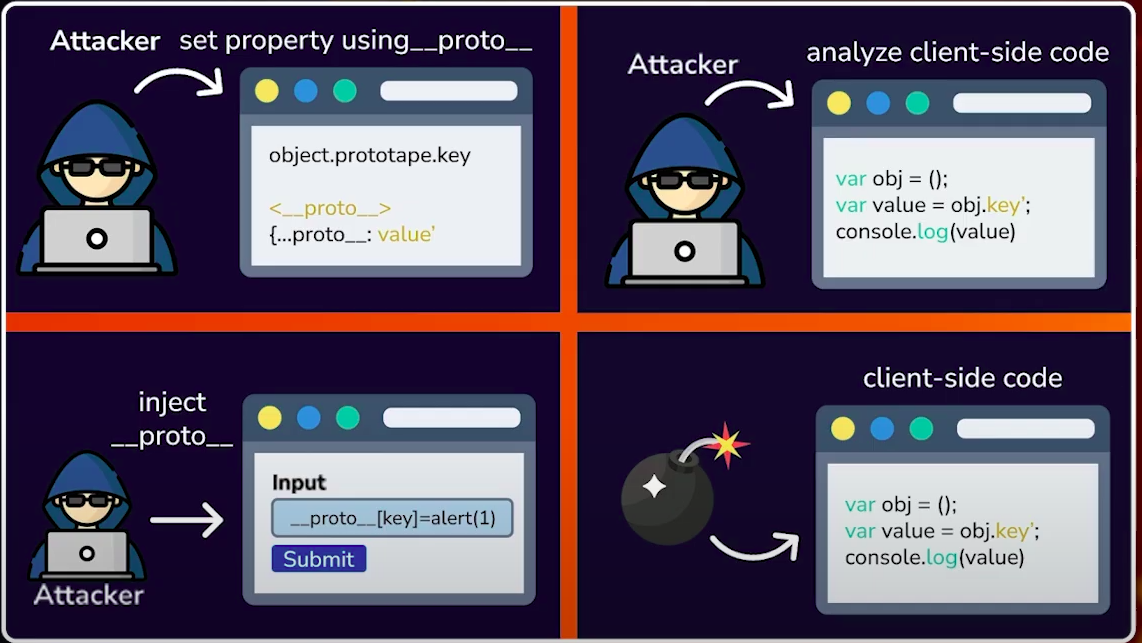 Attacker set property using__proto__
object.prototape.key
<__proto__>
{...proto__: value'
Attacker
analyze client-side code
var obj = ();
var value = obj.key';
console.log(value)
inject
__proto__
Input
__proto__[key]=alert(1)
Submit
Attacker
client-side code
var obj = ();
var value = obj.key';
console.log(value)